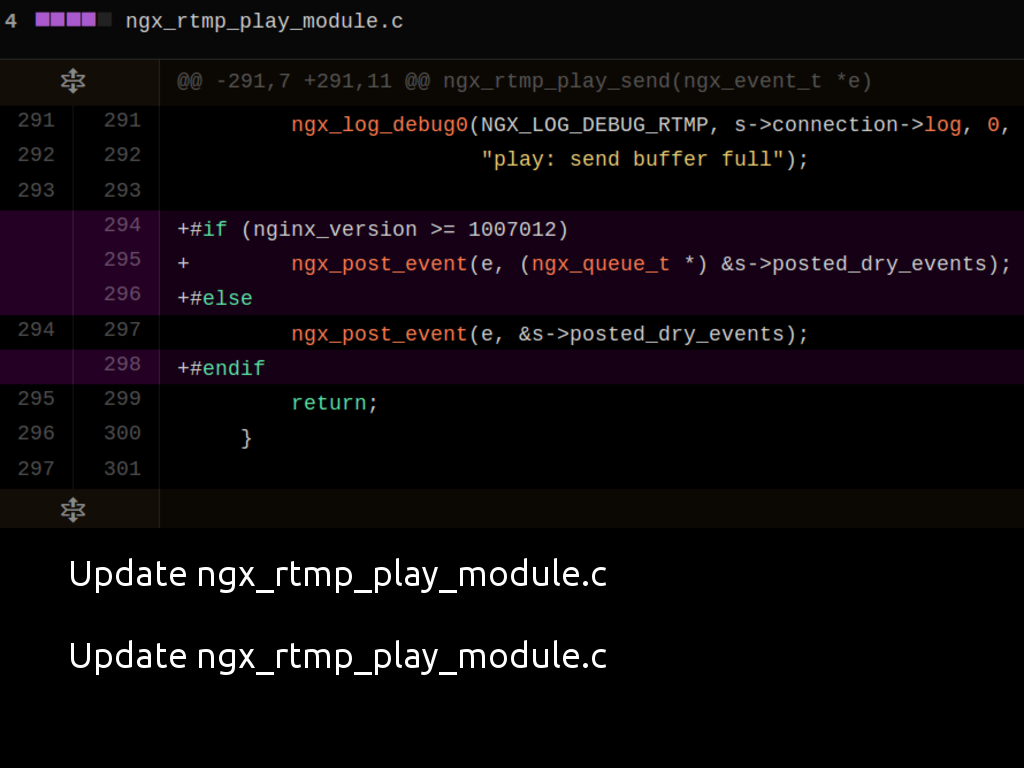 4 ngx_rtmp_play_module.c
@@ -291,7 +291,11 @@ ngx_rtmp_play_send(ngx_event_t *e)
291 291 ngx_log_debug0(NGX_LOG_DEBUG_RTMP, s->connection->log, 0,
292 292 "play: send buffer full");
293 293
294 +#if (nginx_version >= 1007012)
295 + ngx_post_event(e, (ngx_queue_t *) &s->posted_dry_events);
296 +#else
294 297 ngx_post_event(e, &s->posted_dry_events);
298 +#endif
295 299 return;
296 300 }
297 301
Update ngx_rtmp_play_module.c
Update ngx_rtmp_play_module.c